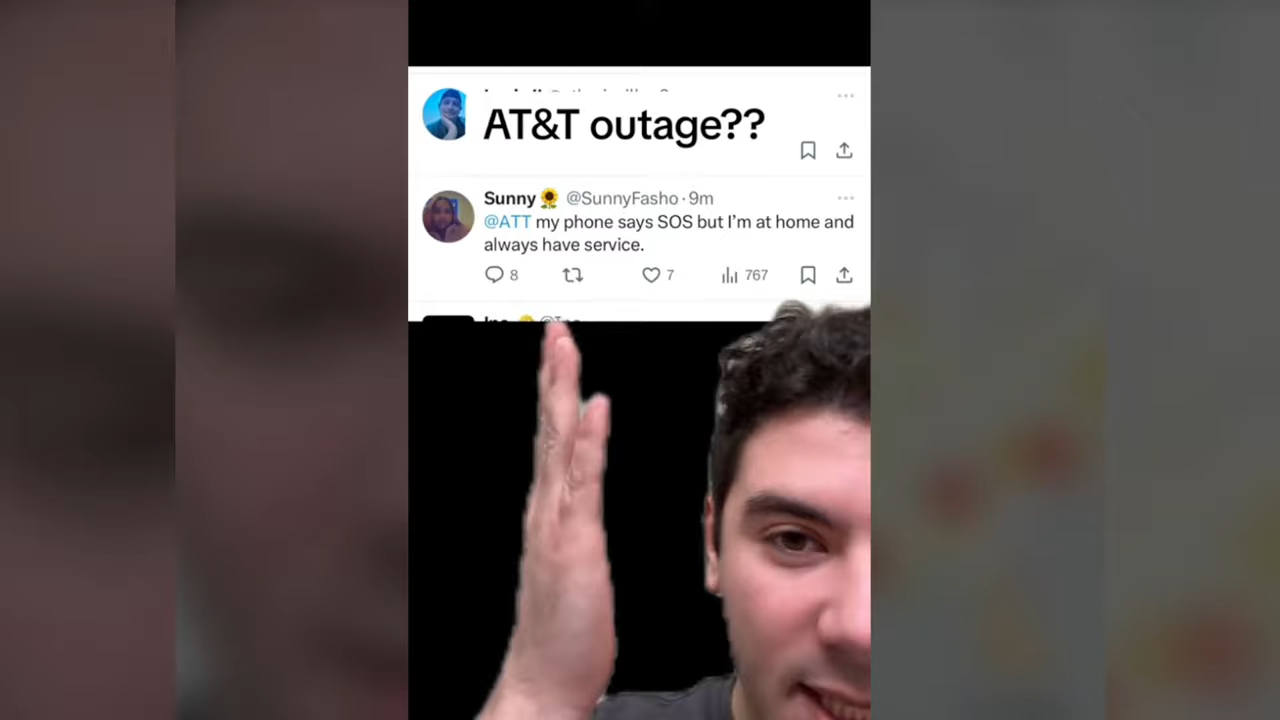 AT&T outage??
Sunny🌻 @SunnyFasho · 9m
@ATT my phone says SOS but I’m at home and
always have service.
8 7 767